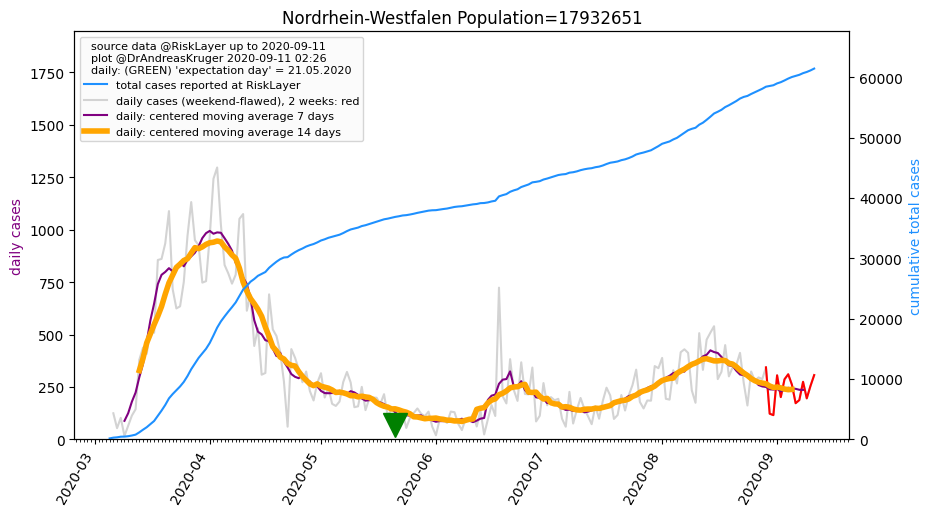 Nordrhein-Westfalen Population=17932651
source data @RiskLayer up to 2020-09-11
plot @DrAndreasKruger 2020-09-11 02:26
daily: (GREEN) 'expectation day' = 21.05.2020
total cases reported at RiskLayer
daily cases (weekend-flawed), 2 weeks: red
daily: centered moving average 7 days
daily: centered moving average 14 days
daily cases
1750
1500
1250
1000
750
500
250
0
cumulative total cases
60000
50000
40000
30000
20000
10000
0
2020-03
2020-04
2020-05
2020-06
2020-07
2020-08
2020-09